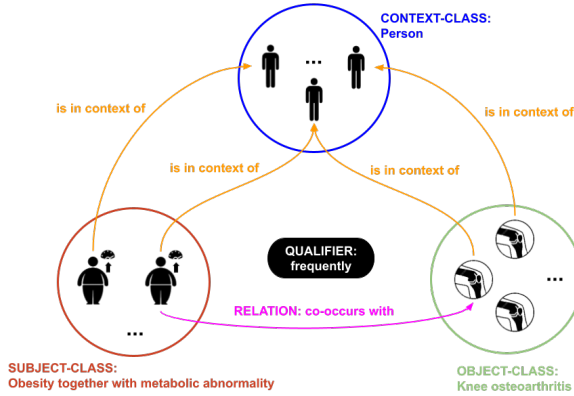 CONTEXT-CLASS:
Person
...
is in context of
is in context of
is in context of
is in context of
QUALIFIER:
frequently
...
RELATION: co-occurs with
...
SUBJECT-CLASS:
Obesity together with metabolic abnormality
OBJECT-CLASS:
Knee osteoarthritis